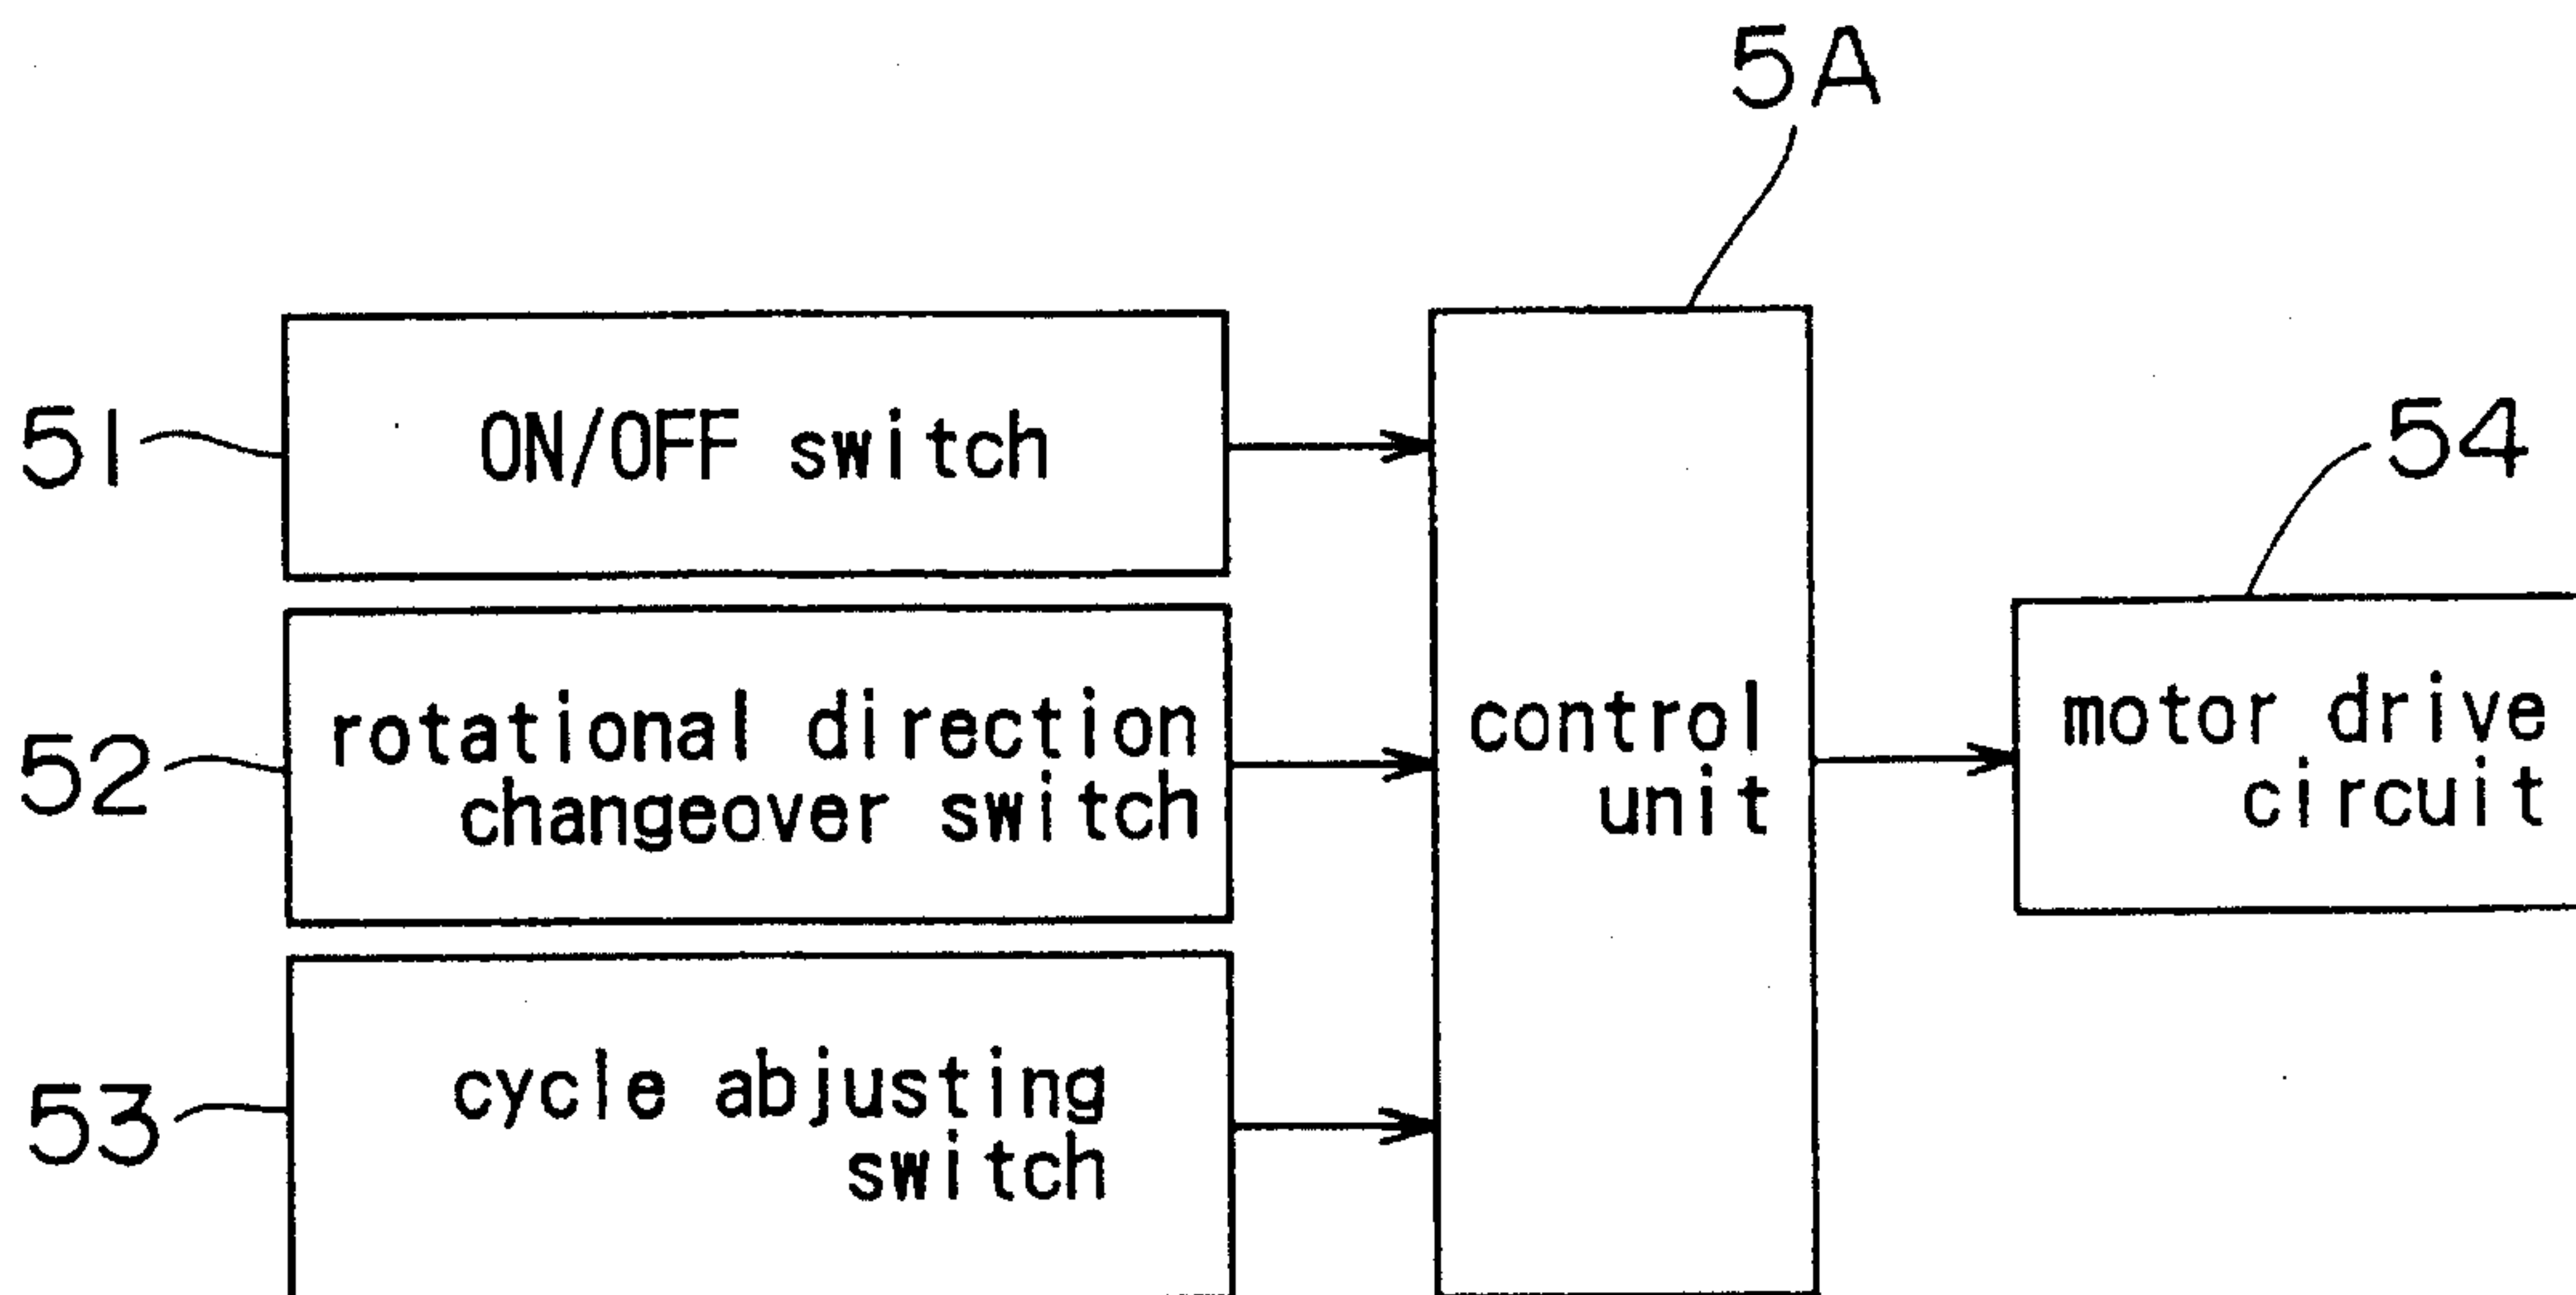 5A
51
ON/OFF switch
54
52
rotational direction
changeover switch
control
unit
motor drive
circuit
53
cycle abjusting
switch